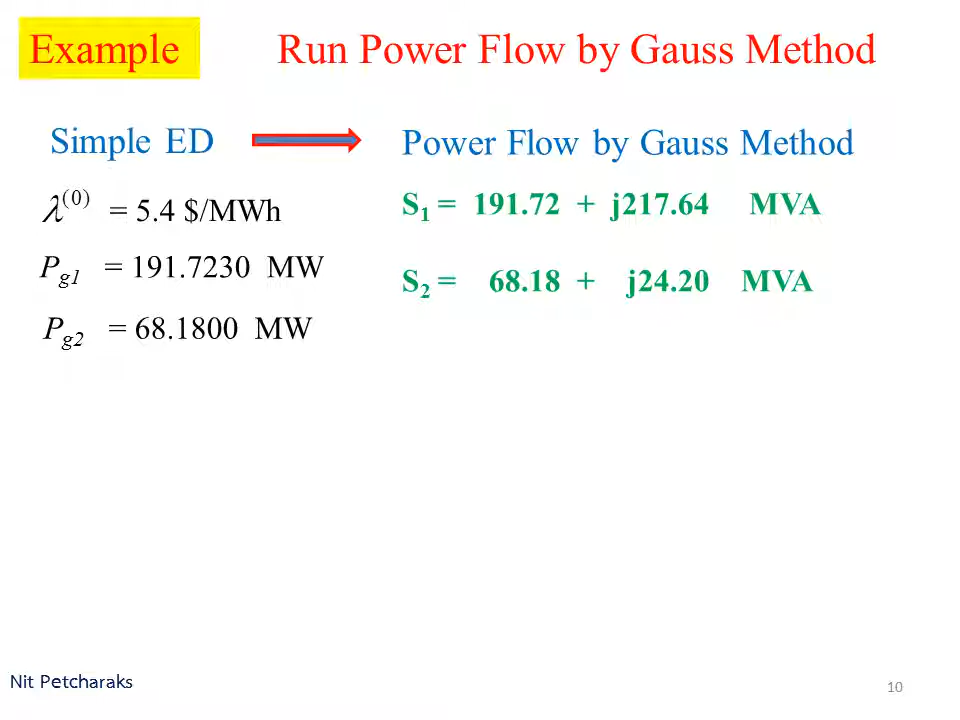 Example Run Power Flow by Gauss Method
Simple ED Power Flow by Gauss Method
λ(0) = 5.4 $/MWh
S1 = 191.72 + j217.64 MVA
Pg1 = 191.7230 MW
S2 = 68.18 + j24.20 MVA
Pg2 = 68.1800 MW
Nit Petcharaks
10